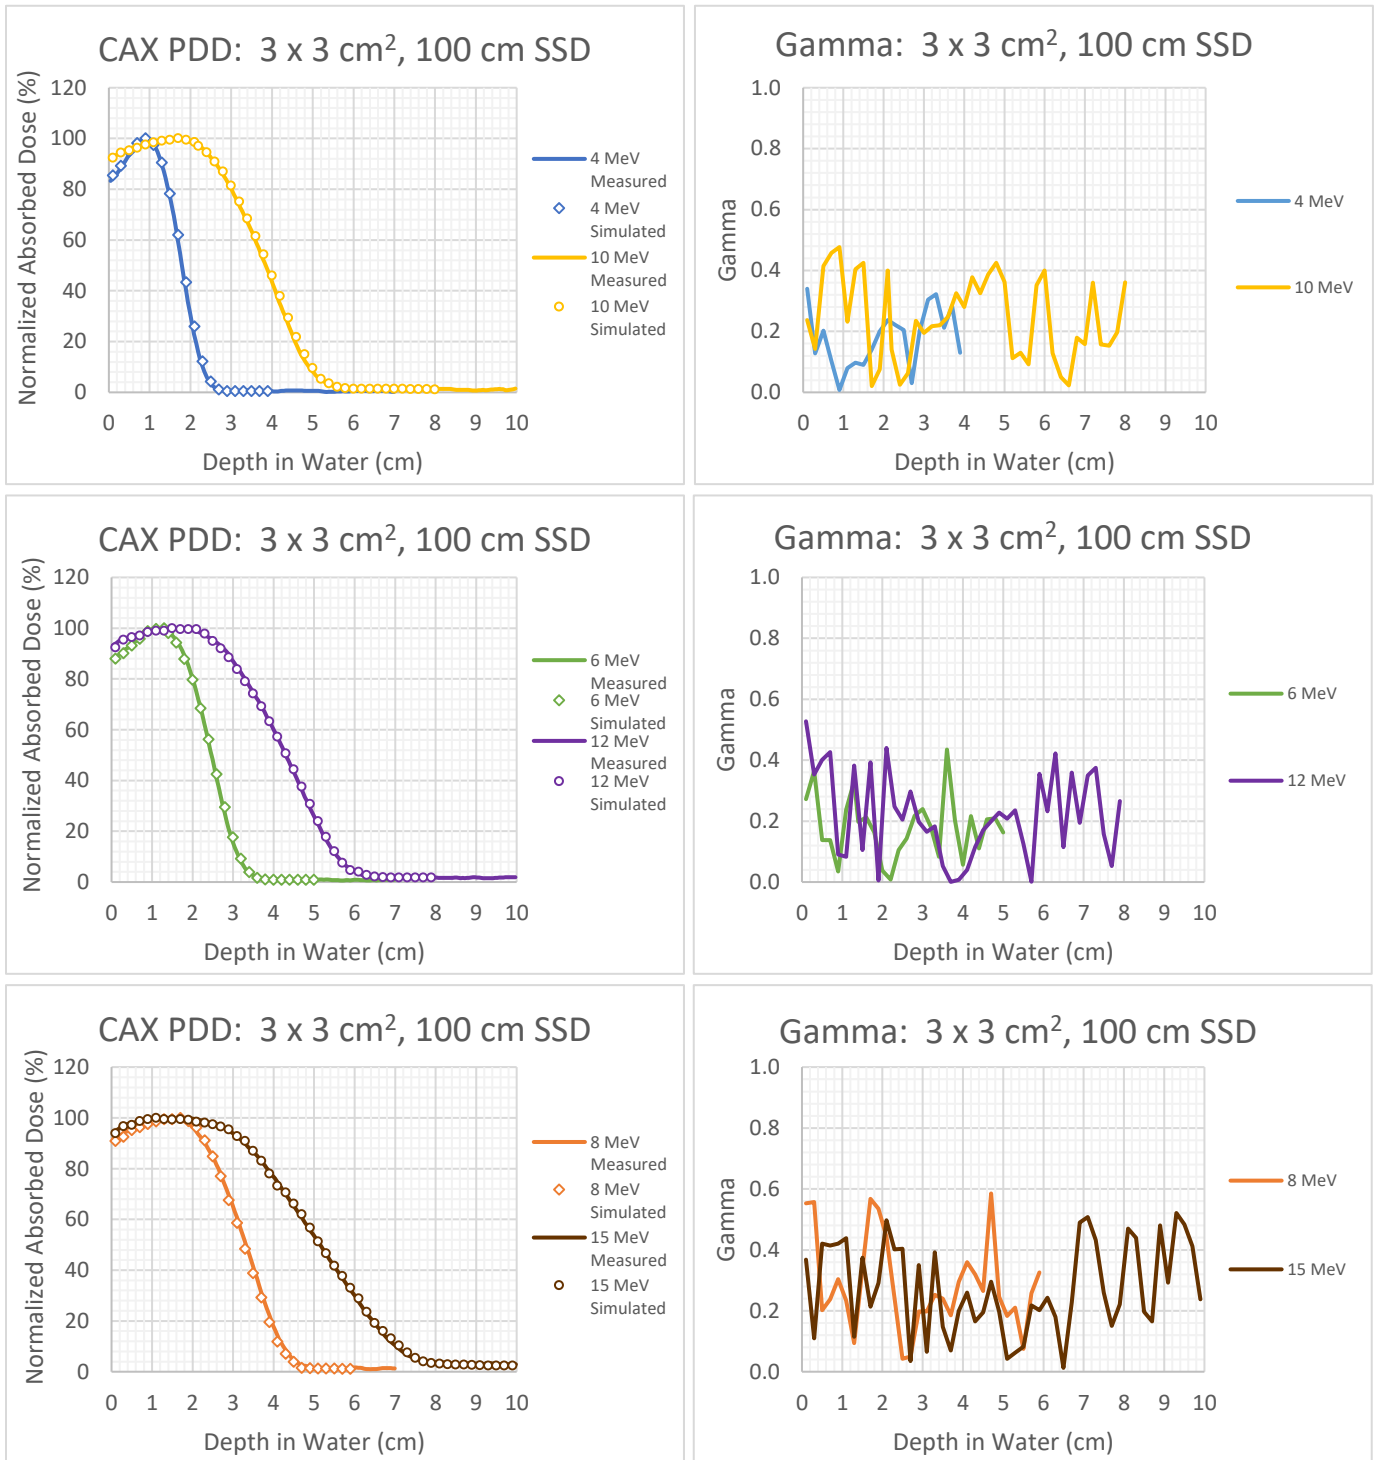 CAX PDD:  3 x 3 cm², 100 cm SSD
Normalized Absorbed Dose (%)
120
100
80
60
40
20
0
0 1 2 3 4 5 6 7 8 9 10
Depth in Water (cm)
4 MeV
Measured
4 MeV
Simulated
10 MeV
Measured
10 MeV
Simulated
Gamma:  3 x 3 cm², 100 cm SSD
Gamma
1.0
0.8
0.6
0.4
0.2
0.0
0 1 2 3 4 5 6 7 8 9 10
Depth in Water (cm)
4 MeV
10 MeV
CAX PDD:  3 x 3 cm², 100 cm SSD
Normalized Absorbed Dose (%)
120
100
80
60
40
20
0
0 1 2 3 4 5 6 7 8 9 10
Depth in Water (cm)
6 MeV
Measured
6 MeV
Simulated
12 MeV
Measured
12 MeV
Simulated
Gamma:  3 x 3 cm², 100 cm SSD
Gamma
1.0
0.8
0.6
0.4
0.2
0.0
0 1 2 3 4 5 6 7 8 9 10
Depth in Water (cm)
6 MeV
12 MeV
CAX PDD:  3 x 3 cm², 100 cm SSD
Normalized Absorbed Dose (%)
120
100
80
60
40
20
0
0 1 2 3 4 5 6 7 8 9 10
Depth in Water (cm)
8 MeV
Measured
8 MeV
Simulated
15 MeV
Measured
15 MeV
Simulated
Gamma:  3 x 3 cm², 100 cm SSD
Gamma
1.0
0.8
0.6
0.4
0.2
0.0
0 1 2 3 4 5 6 7 8 9 10
Depth in Water (cm)
8 MeV
15 MeV